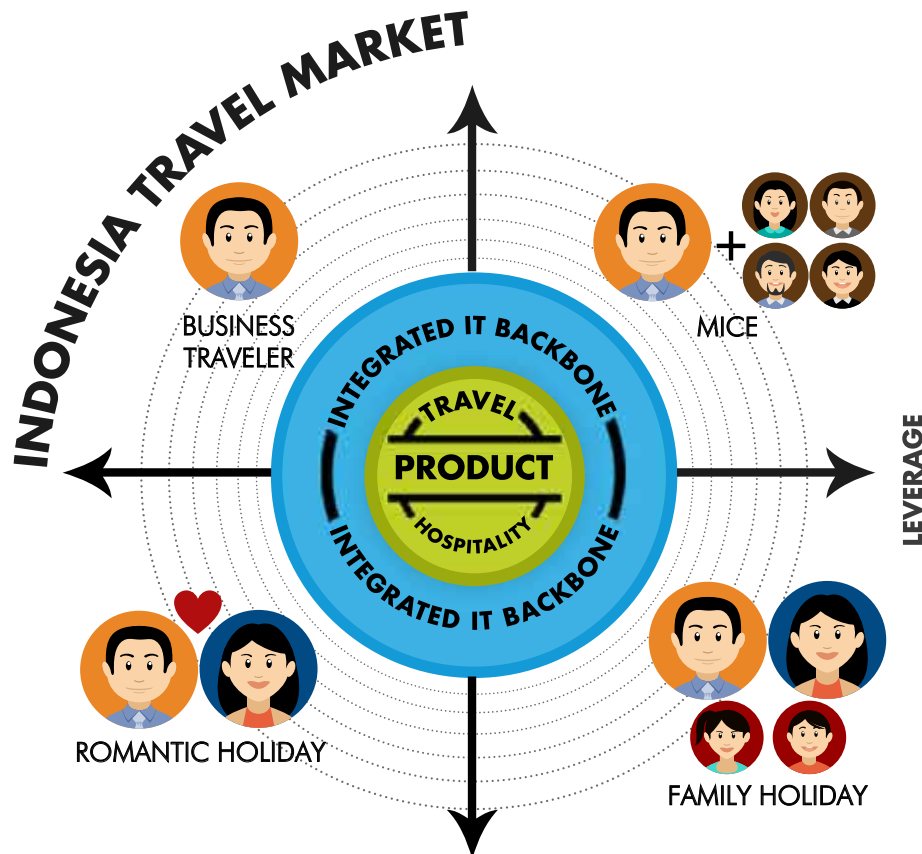 INDONESIA TRAVEL MARKET
BUSINESS
TRAVELER
MICE
INTEGRATED IT BACKBONE
TRAVEL
PRODUCT
HOSPITALITY
INTEGRATED IT BACKBONE
LEVERAGE
ROMANTIC HOLIDAY
FAMILY HOLIDAY